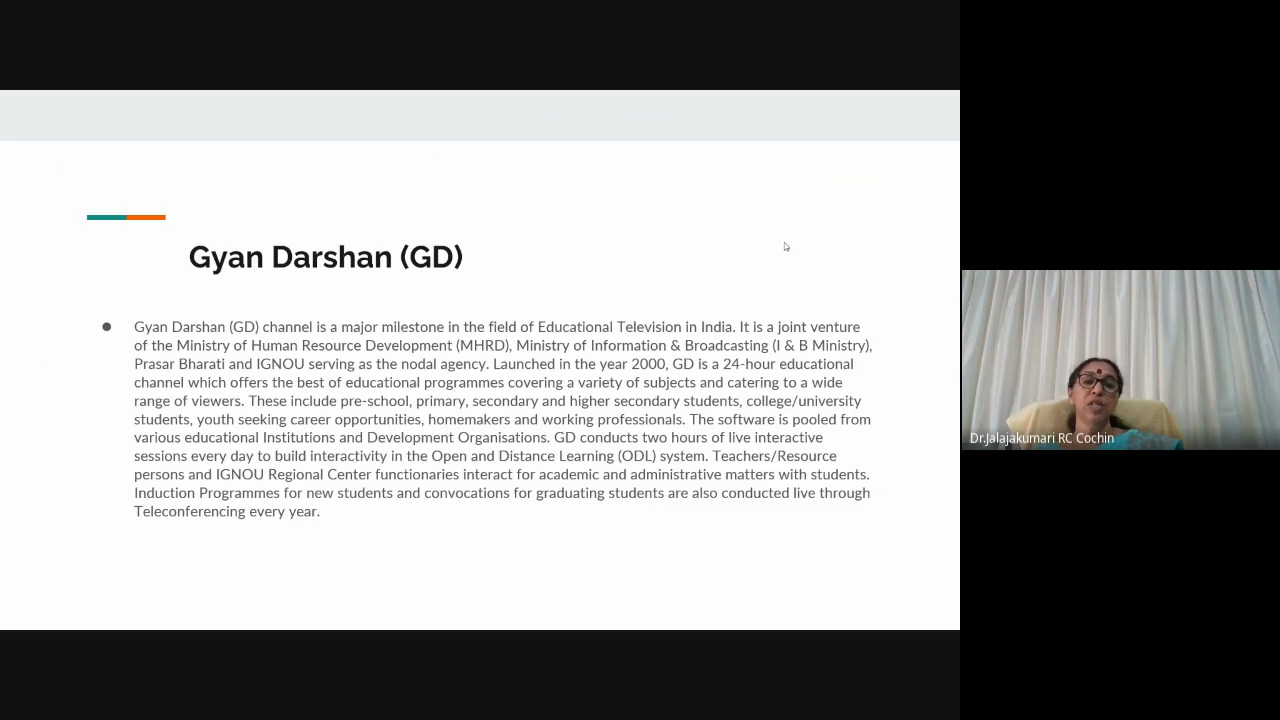 Gyan Darshan (GD)
● Gyan Darshan (GD) channel is a major milestone in the field of Educational Television in India. It is a joint venture
of the Ministry of Human Resource Development (MHRD), Ministry of Information & Broadcasting (I & B Ministry),
Prasar Bharati and IGNOU serving as the nodal agency. Launched in the year 2000, GD is a 24-hour educational
channel which offers the best of educational programmes covering a variety of subjects and catering to a wide
range of viewers. These include pre-school, primary, secondary and higher secondary students, college/university
students, youth seeking career opportunities, homemakers and working professionals. The software is pooled from
various educational Institutions and Development Organisations. GD conducts two hours of live interactive
sessions every day to build interactivity in the Open and Distance Learning (ODL) system. Teachers/Resource
persons and IGNOU Regional Center functionaries interact for academic and administrative matters with students.
Induction Programmes for new students and convocations for graduating students are also conducted live through
Teleconferencing every year.
Dr.Jalajakumari RC Cochin